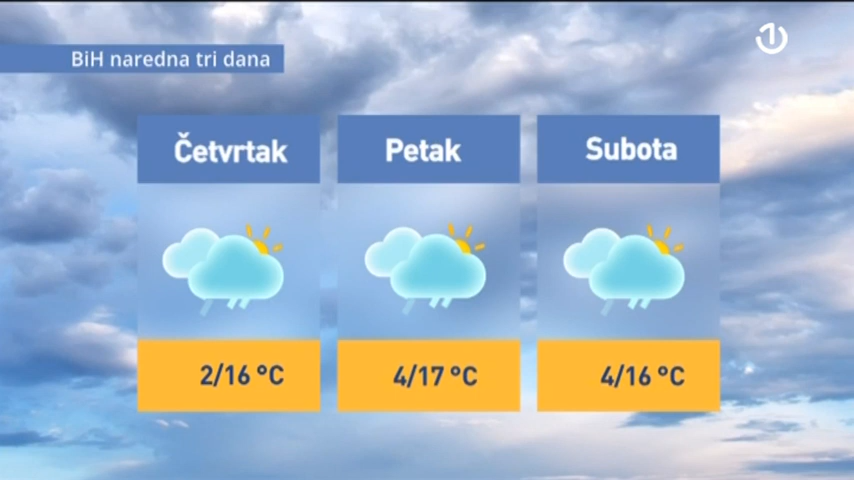 BiH naredna tri dana
Četvrtak
Petak
Subota
2/16 °C
4/17 °C
4/16 °C